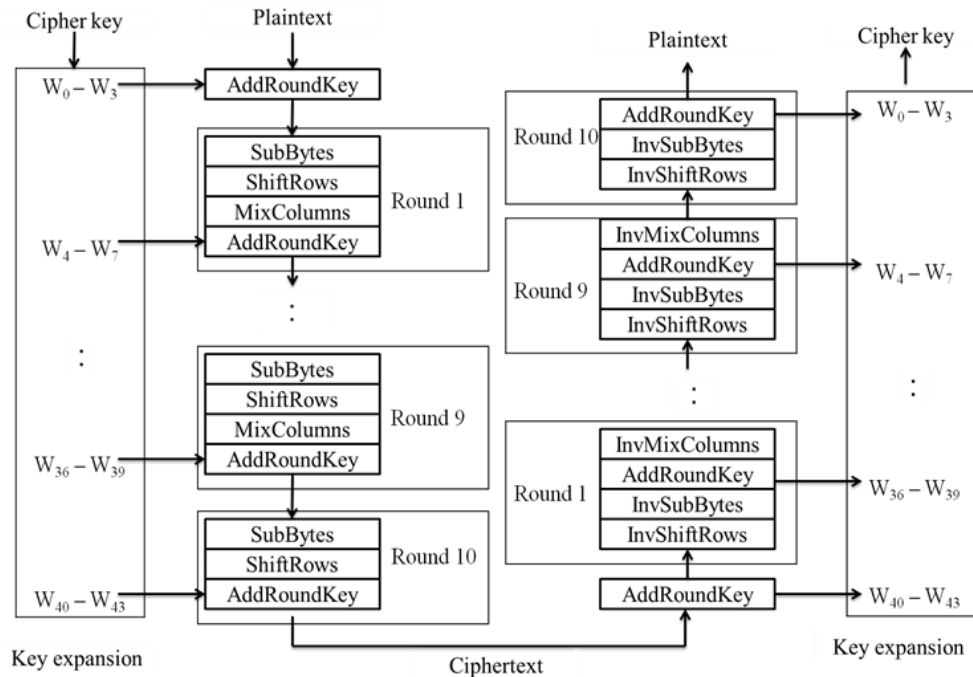 Cipher key
Plaintext
W₀ – W₃
AddRoundKey
SubBytes
ShiftRows
MixColumns
AddRoundKey
Round 1
W₄ – W₇
⋮
⋮
SubBytes
ShiftRows
MixColumns
AddRoundKey
Round 9
W₃₆ – W₃₉
SubBytes
ShiftRows
AddRoundKey
Round 10
W₄₀ – W₄₃
Key expansion
Ciphertext
Plaintext
Cipher key
Round 10
AddRoundKey
InvSubBytes
InvShiftRows
W₀ – W₃
Round 9
InvMixColumns
AddRoundKey
InvSubBytes
InvShiftRows
W₄ – W₇
⋮
⋮
Round 1
InvMixColumns
AddRoundKey
InvSubBytes
InvShiftRows
W₃₆ – W₃₉
AddRoundKey
W₄₀ – W₄₃
Key expansion